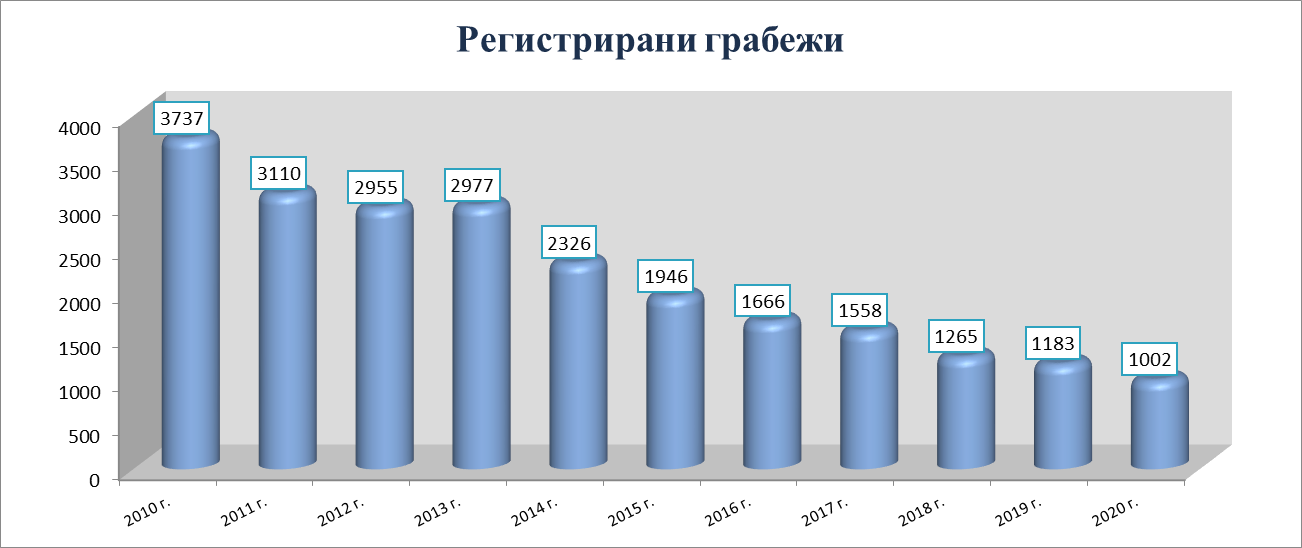 Регистрирани грабежи
4000
3500
3000
2500
2000
1500
1000
500
0
3737
3110
2955
2977
2326
1946
1666
1558
1265
1183
1002
2010 г.
2011 г.
2012 г.
2013 г.
2014 г.
2015 г.
2016 г.
2017 г.
2018 г.
2019 г.
2020 г.